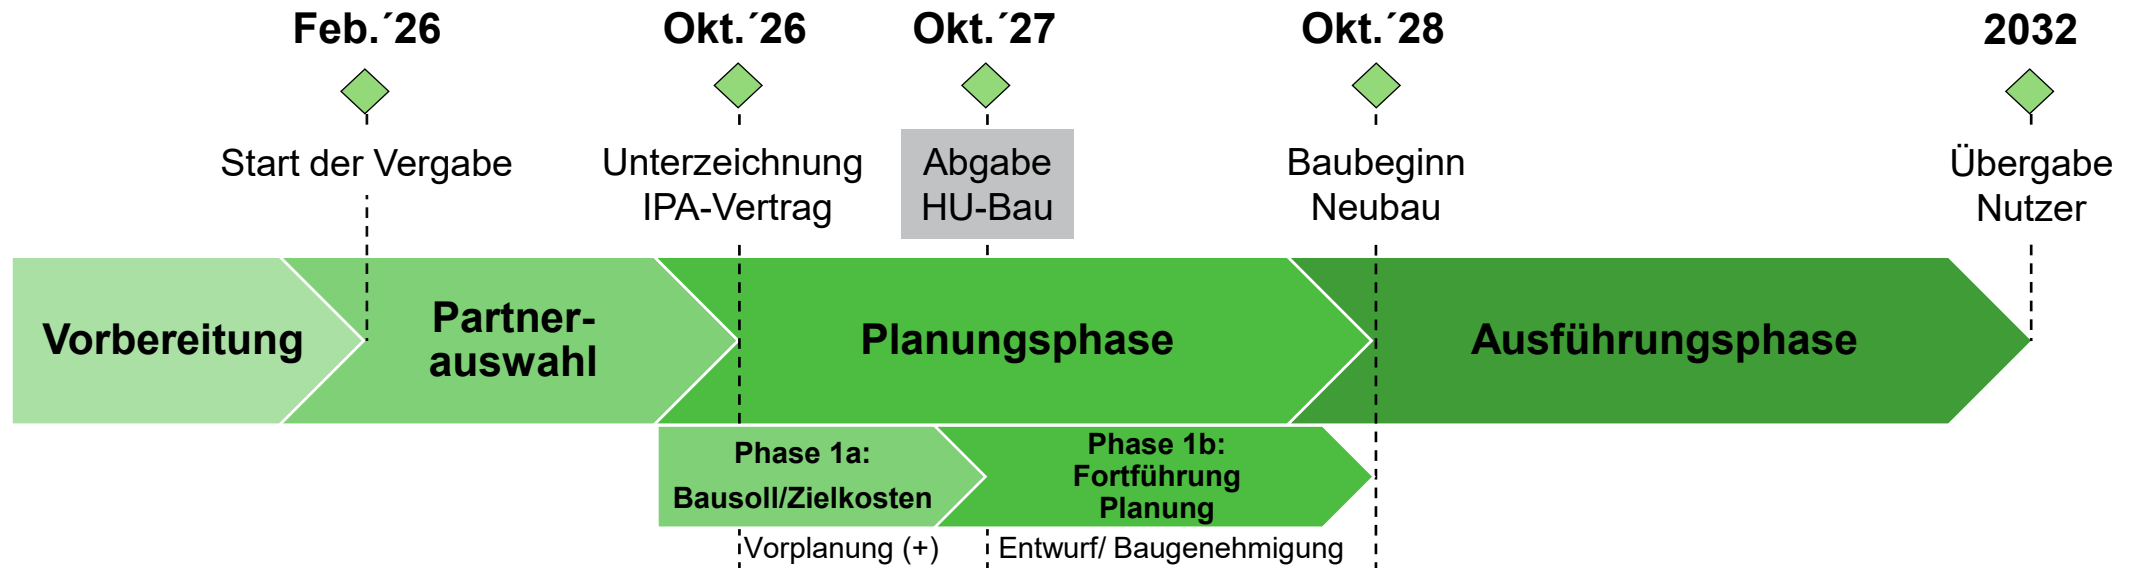 Feb.´26
Okt.´26
Okt.´27
Okt.´28
2032
Start der Vergabe
Unterzeichnung
IPA-Vertrag
Abgabe
HU-Bau
Baubeginn
Neubau
Übergabe
Nutzer
Vorbereitung
Partner-
auswahl
Planungsphase
Ausführungsphase
Phase 1a:
Bausoll/Zielkosten
Phase 1b:
Fortführung
Planung
Vorplanung (+)
Entwurf/ Baugenehmigung